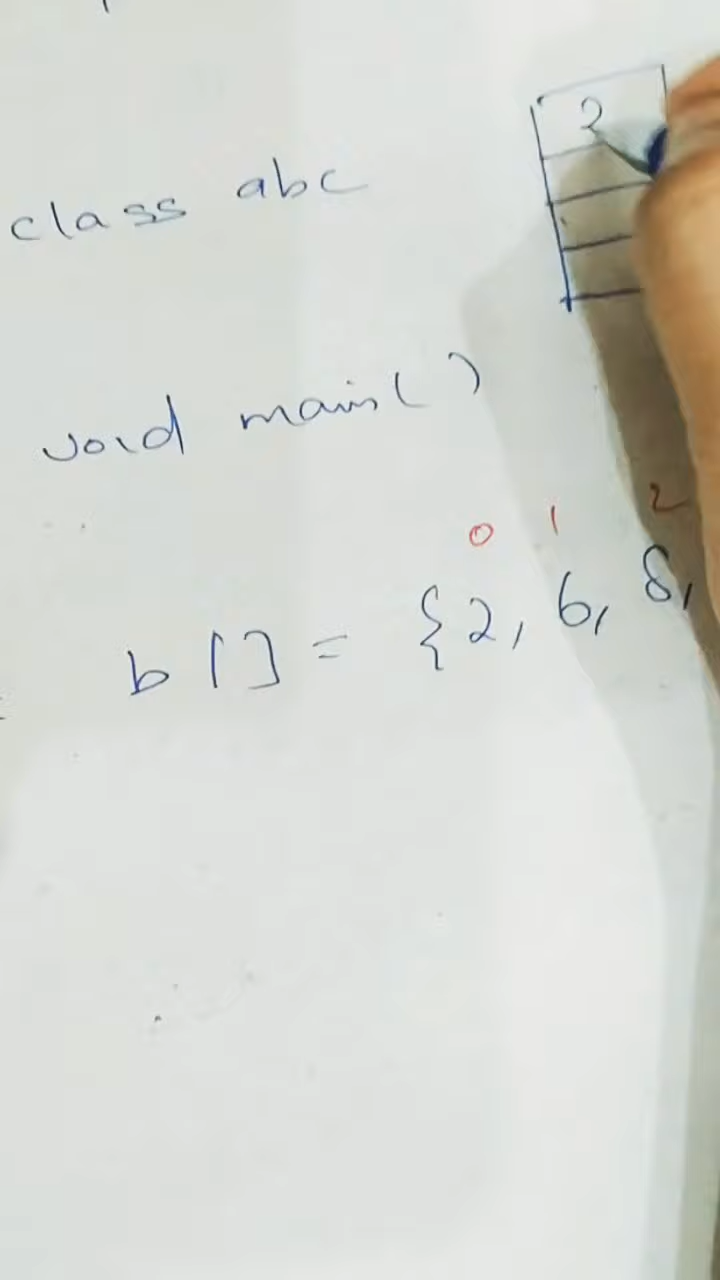 2
class abc
void main()
0 1 2
b[] = {2, 6, 8,